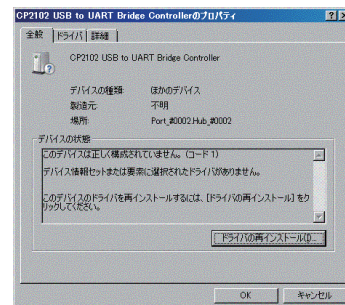 CP2102 USB to UART Bridge Controllerのプロパティ
全般 ドライバ 詳細
CP2102 USB to UART Bridge Controller
デバイスの種類: ほかのデバイス
製造元: 不明
場所: Port_#0002.Hub_#0002
デバイスの状態
このデバイスは正しく構成されていません。 (コード 1)
デバイス情報セットまたは要素に選択されたドライバがありません。
このデバイスのドライバを再インストールするには、[ドライバの再インストール] をク
リックしてください。
ドライバの再インストール(I)...
OK キャンセル